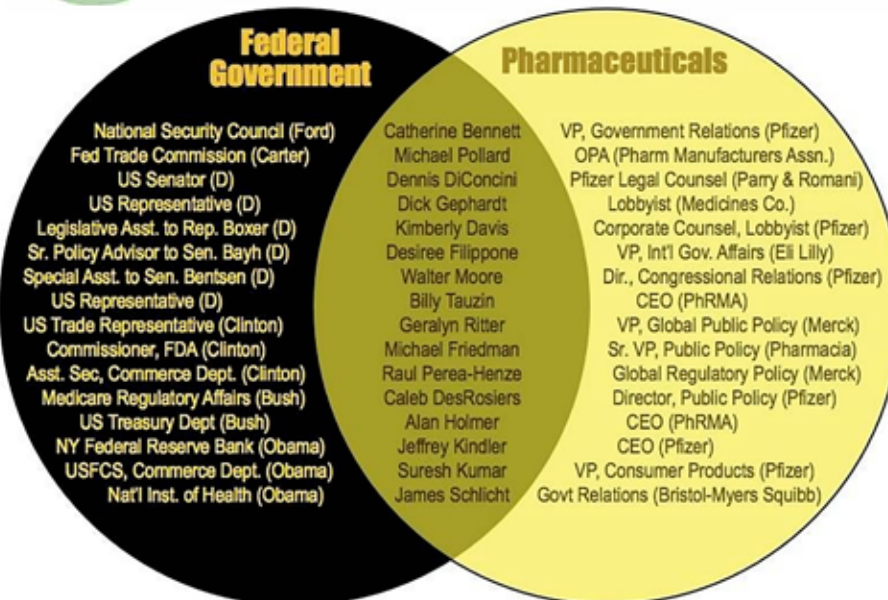 Federal
Government
Pharmaceuticals
National Security Council (Ford) Catherine Bennett VP, Government Relations (Pfizer)
Fed Trade Commission (Carter) Michael Pollard OPA (Pharm Manufacturers Assn.)
US Senator (D) Dennis DiConcini Pfizer Legal Counsel (Parry & Romani)
US Representative (D) Dick Gephardt Lobbyist (Medicines Co.)
Legislative Asst. to Rep. Boxer (D) Kimberly Davis Corporate Counsel, Lobbyist (Pfizer)
Sr. Policy Advisor to Sen. Bayh (D) Desiree Filippone VP, Int'l Gov. Affairs (Eli Lilly)
Special Asst. to Sen. Bentsen (D) Walter Moore Dir., Congressional Relations (Pfizer)
US Representative (D) Billy Tauzin CEO (PhRMA)
US Trade Representative (Clinton) Geralyn Ritter VP, Global Public Policy (Merck)
Commissioner, FDA (Clinton) Michael Friedman Sr. VP, Public Policy (Pharmacia)
Asst. Sec, Commerce Dept. (Clinton) Raul Perea-Henze Global Regulatory Policy (Merck)
Medicare Regulatory Affairs (Bush) Caleb DesRosiers Director, Public Policy (Pfizer)
US Treasury Dept (Bush) Alan Holmer CEO (PhRMA)
NY Federal Reserve Bank (Obama) Jeffrey Kindler CEO (Pfizer)
USFCS, Commerce Dept. (Obama) Suresh Kumar VP, Consumer Products (Pfizer)
Nat'l Inst. of Health (Obama) James Schlicht Govt Relations (Bristol-Myers Squibb)